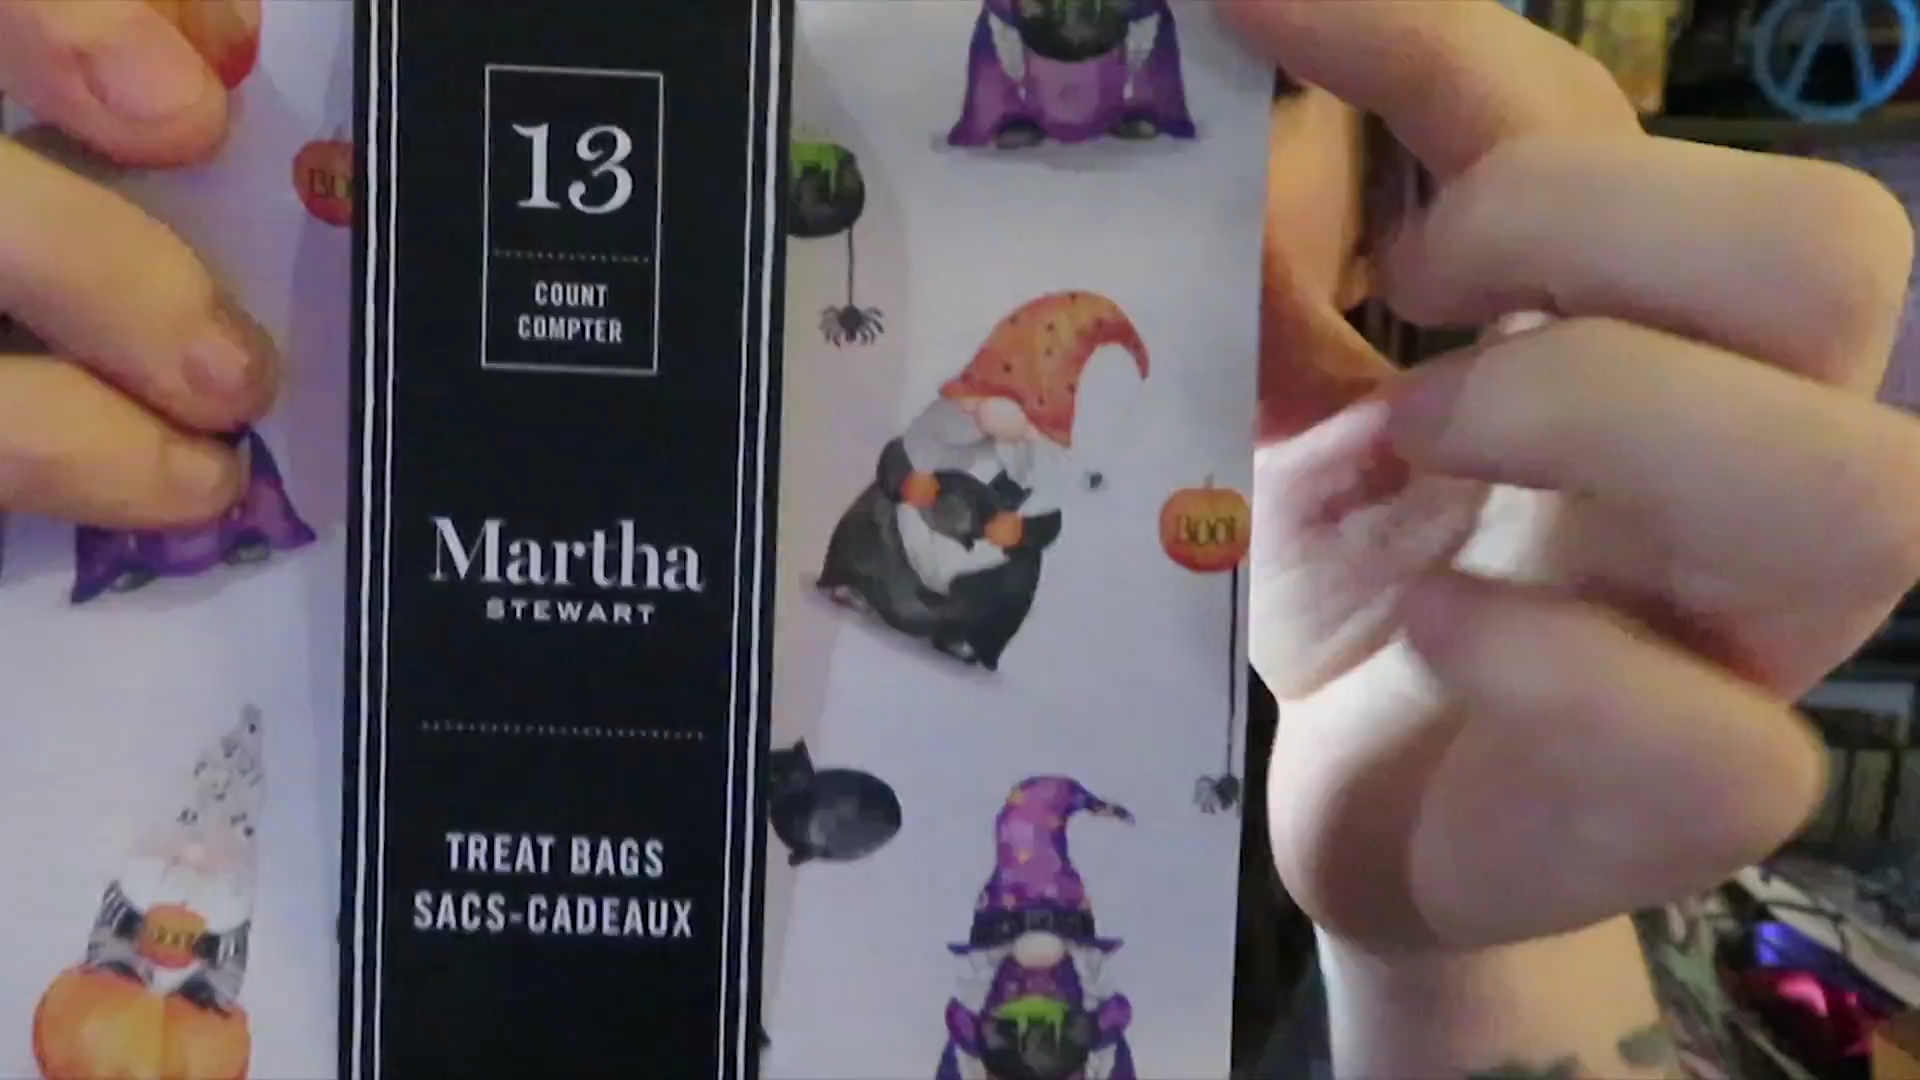 13
COUNT
COMPTER
Martha
STEWART
TREAT BAGS
SACS-CADEAUX
BOO!